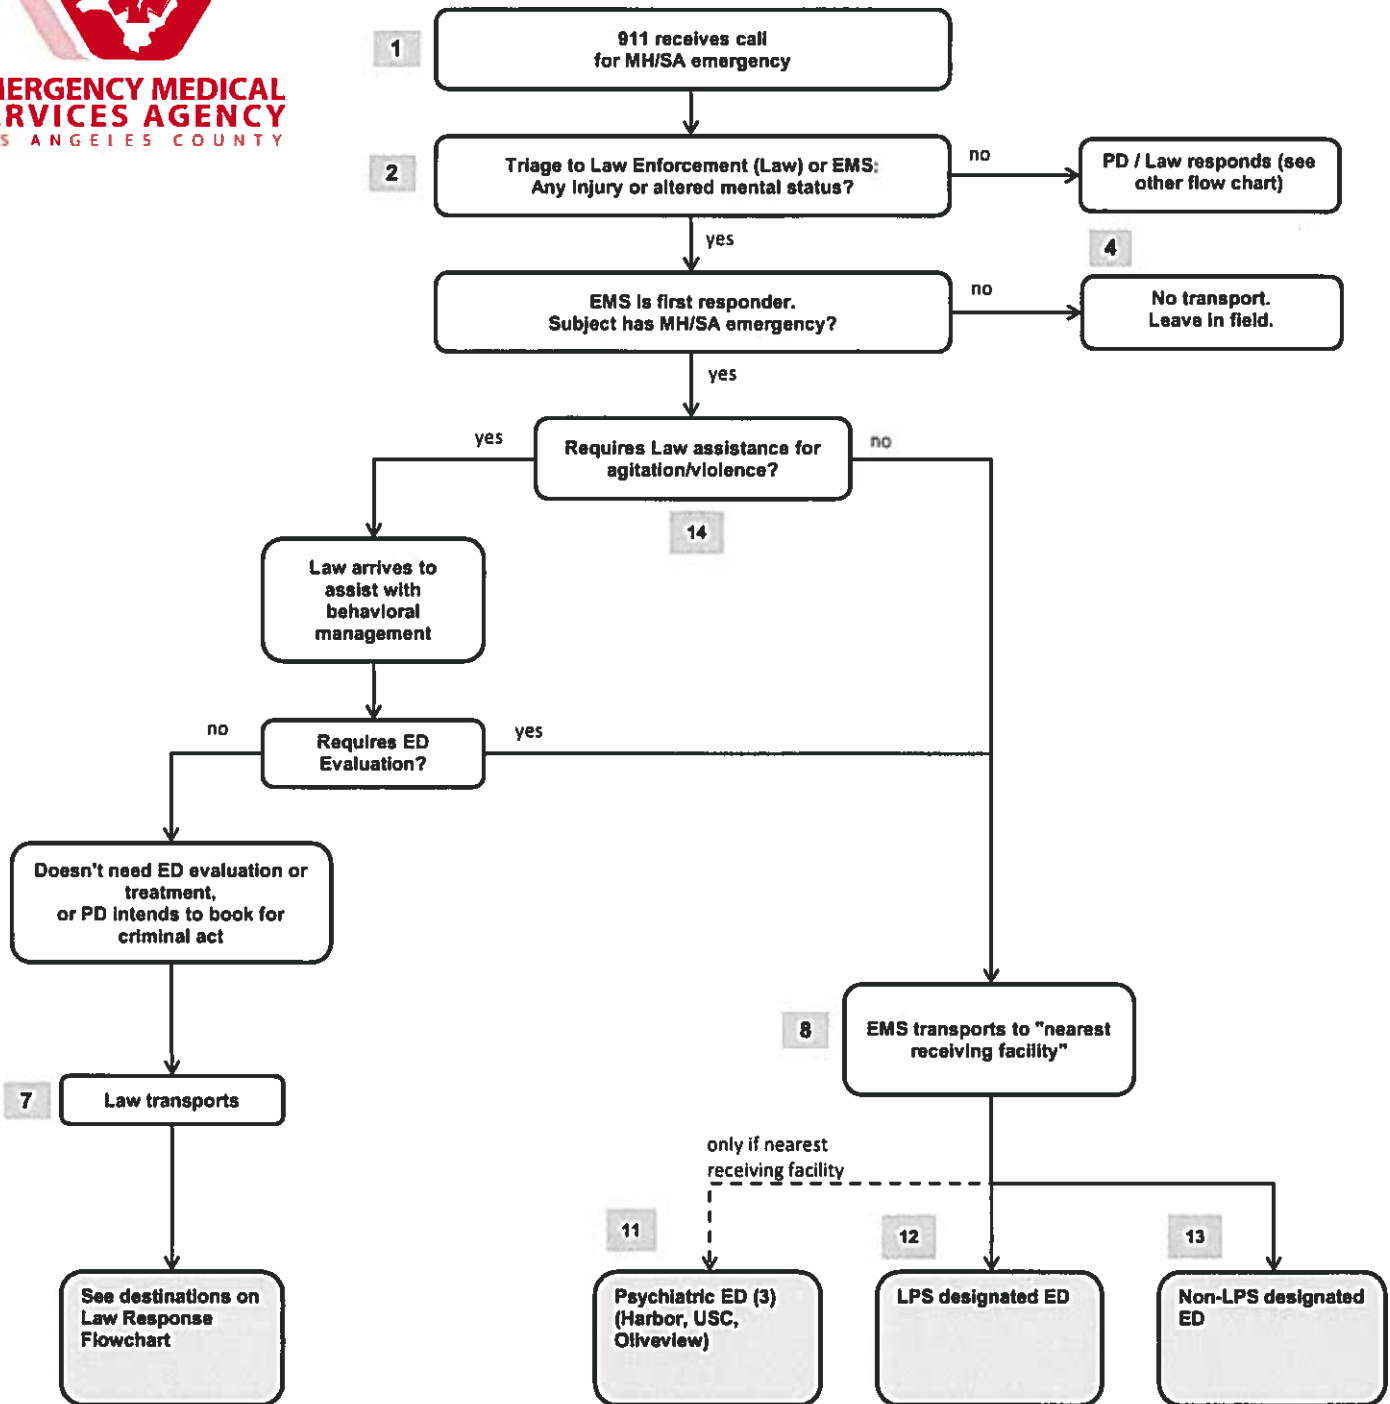 ERGENCY MEDICAL
RVICES AGENCY
S ANGELES COUNTY
1
911 receives call
for MH/SA emergency
2
Triage to Law Enforcement (Law) or EMS:
Any Injury or altered mental status?
no
PD / Law responds (see
other flow chart)
yes
4
EMS is first responder.
Subject has MH/SA emergency?
no
No transport.
Leave in field.
yes
yes
Requires Law assistance for
agitation/violence?
no
14
Law arrives to
assist with
behavioral
management
no
Requires ED
Evaluation?
yes
Doesn't need ED evaluation or
treatment,
or PD intends to book for
criminal act
8
EMS transports to "nearest
receiving facility"
7
Law transports
only if nearest
receiving facility
11
12
13
See destinations on
Law Response
Flowchart
Psychiatric ED (3)
(Harbor, USC,
Oliveview)
LPS designated ED
Non-LPS designated
ED